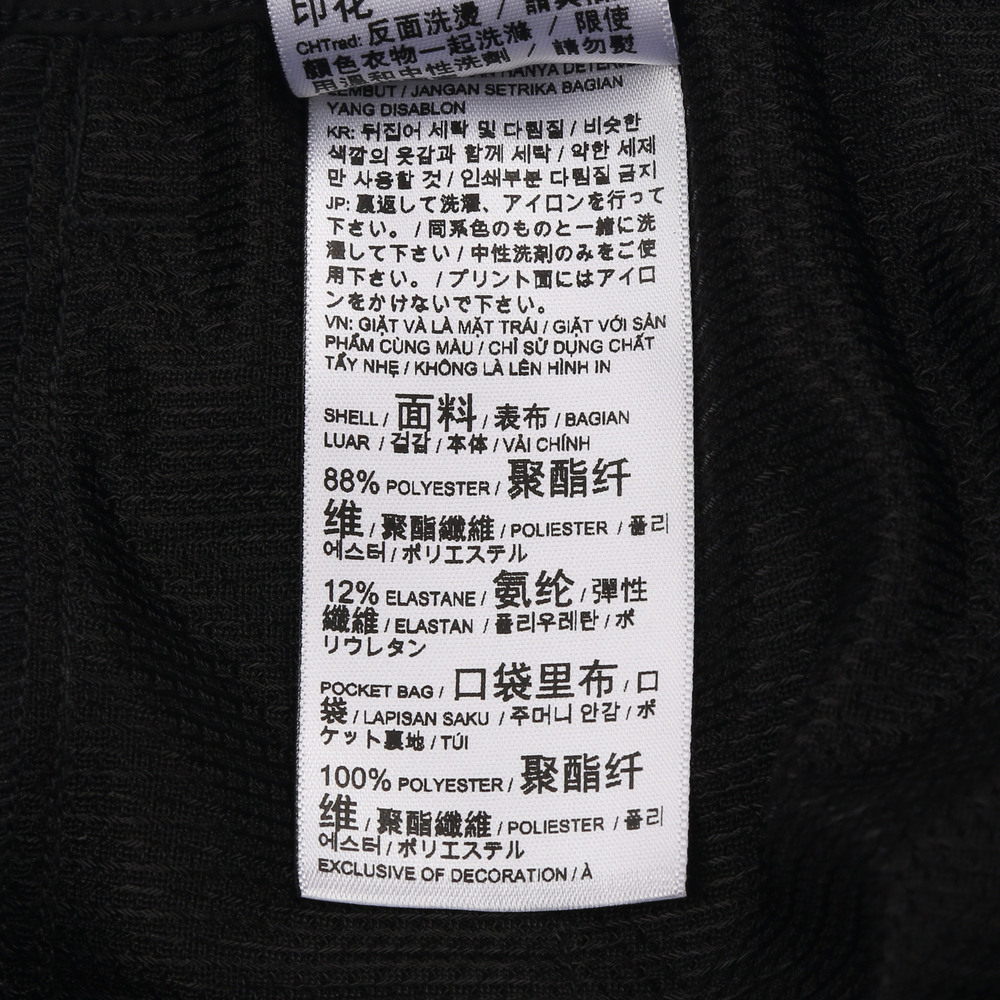 印花
CHTrad: 反面洗燙 /
顏色衣物一起洗滌 / 限使
用溫和中性洗劑 / 請勿熨
HANYA DETER
LEMBUT / JANGAN SETRIKA BAGIAN
YANG DISABLON
KR: 뒤집어 세탁 및 다림질 / 비슷한
색깔의 옷감과 함께 세탁 / 약한 세제
만 사용할 것 / 인쇄부분 다림질 금지
JP: 裏返して洗濯、アイロンを行って
下さい。 / 同系色のものと一緒に洗
濯して下さい / 中性洗剤のみをご使
用下さい。 / プリント面にはアイロ
ンをかけないで下さい。
VN: GIẶT VÀ LÀ MẶT TRÁI / GIẶT VỚI SẢN
PHẨM CÙNG MÀU / CHỈ SỬ DỤNG CHẤT
TẨY NHẸ / KHÔNG LÀ LÊN HÌNH IN
SHELL / 面料 / 表布 / BAGIAN
LUAR / 겉감 / 本体 / VẢI CHÍNH
88% POLYESTER / 聚酯纤
维 / 聚酯纖維 / POLIESTER / 폴리
에스터 / ポリエステル
12% ELASTANE / 氨纶 / 彈性
纖維 / ELASTAN / 폴리우레탄 / ポ
リウレタン
POCKET BAG / 口袋里布 / 口
袋 / LAPISAN SAKU / 주머니 안감 / ポ
ケット裏地 / TÚI
100% POLYESTER / 聚酯纤
维 / 聚酯纖維 / POLIESTER / 폴리
에스터 / ポリエステル
EXCLUSIVE OF DECORATION / À